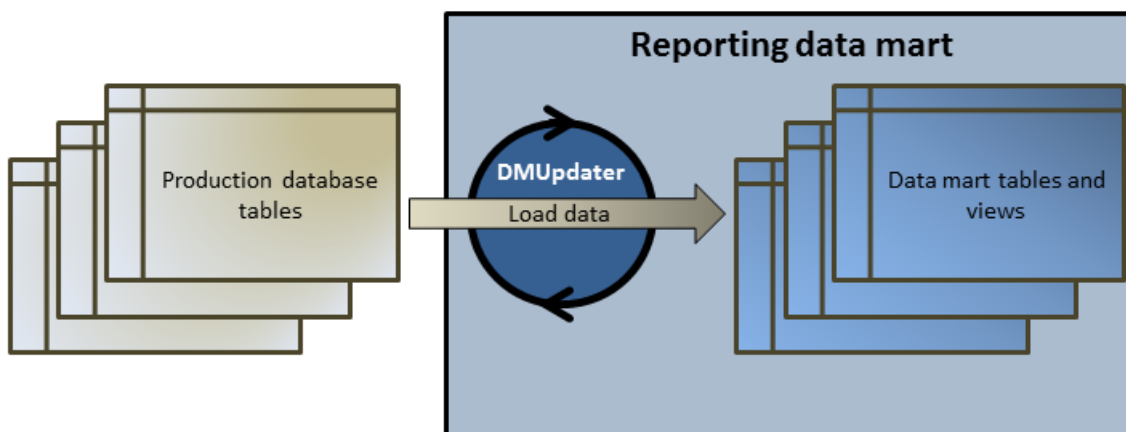 Reporting data mart
Production database
tables
DMUpdater
Load data
Data mart tables and
views